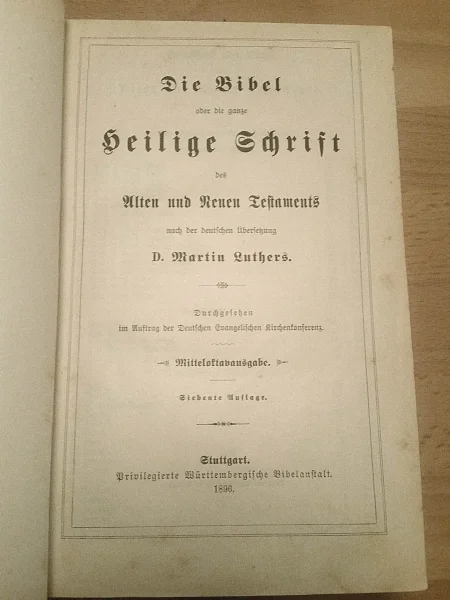 Die Bibel
oder die ganze
Heilige Schrift
des
Alten und Neuen Testaments
nach der deutschen Übersetzung
D. Martin Luthers.
Durchgesehen
im Auftrag der Deutschen Evangelischen Kirchenkonferenz.
Mitteloktavausgabe.
Siebente Auflage.
Stuttgart.
Privilegierte Württembergische Bibelanstalt.
1896.